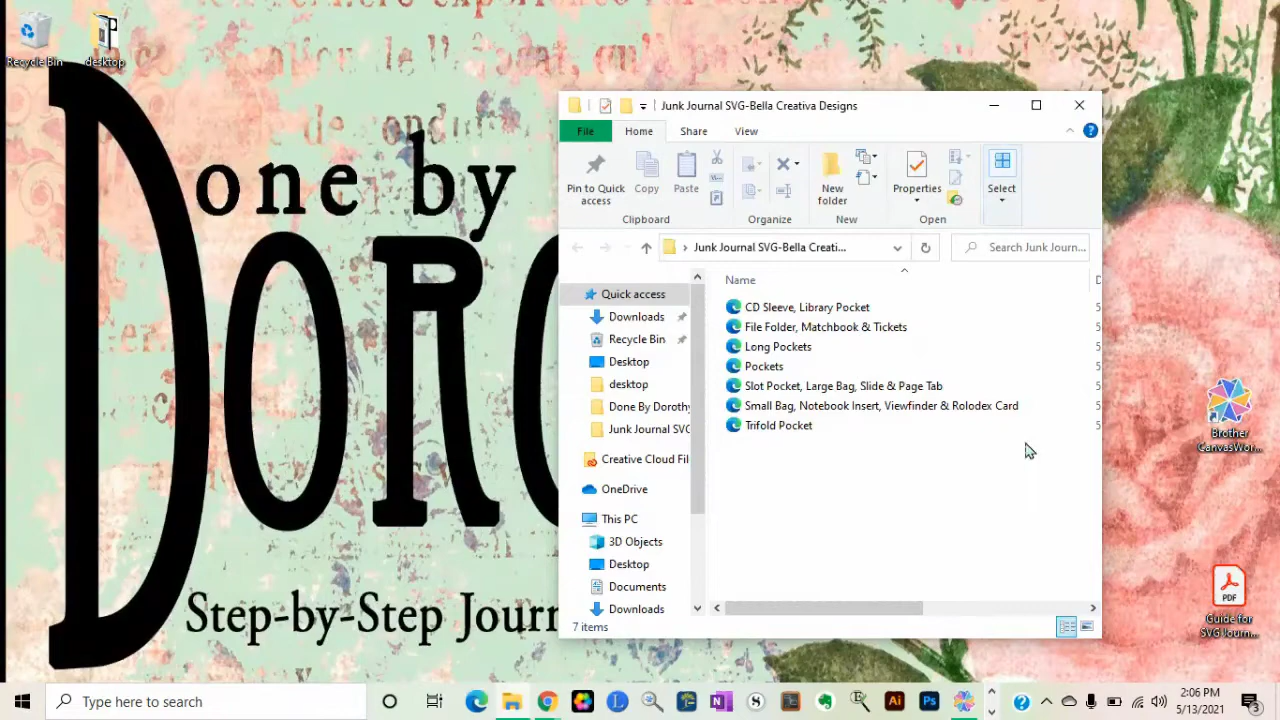 Recycle Bin
desktop
one by
D
Step-by-Step Journ
Junk Journal SVG-Bella Creativa Designs
File
Home
Share
View
Pin to Quick
access
Copy
Paste
New
folder
Properties
Select
Clipboard
Organize
New
Open
Junk Journal SVG-Bella Creati...
Search Junk Journ...
Name
Quick access
Downloads
Recycle Bin
Desktop
desktop
Done By Dorothy
Junk Journal SVG
Creative Cloud Fil
OneDrive
This PC
3D Objects
Desktop
Documents
Downloads
CD Sleeve, Library Pocket
File Folder, Matchbook & Tickets
Long Pockets
Pockets
Slot Pocket, Large Bag, Slide & Page Tab
Small Bag, Notebook Insert, Viewfinder & Rolodex Card
Trifold Pocket
7 items
Brother
CanvasWor...
PDF
Guide for
SVG Journ...
Type here to search
Ai
Ps
2:06 PM
5/13/2021
3